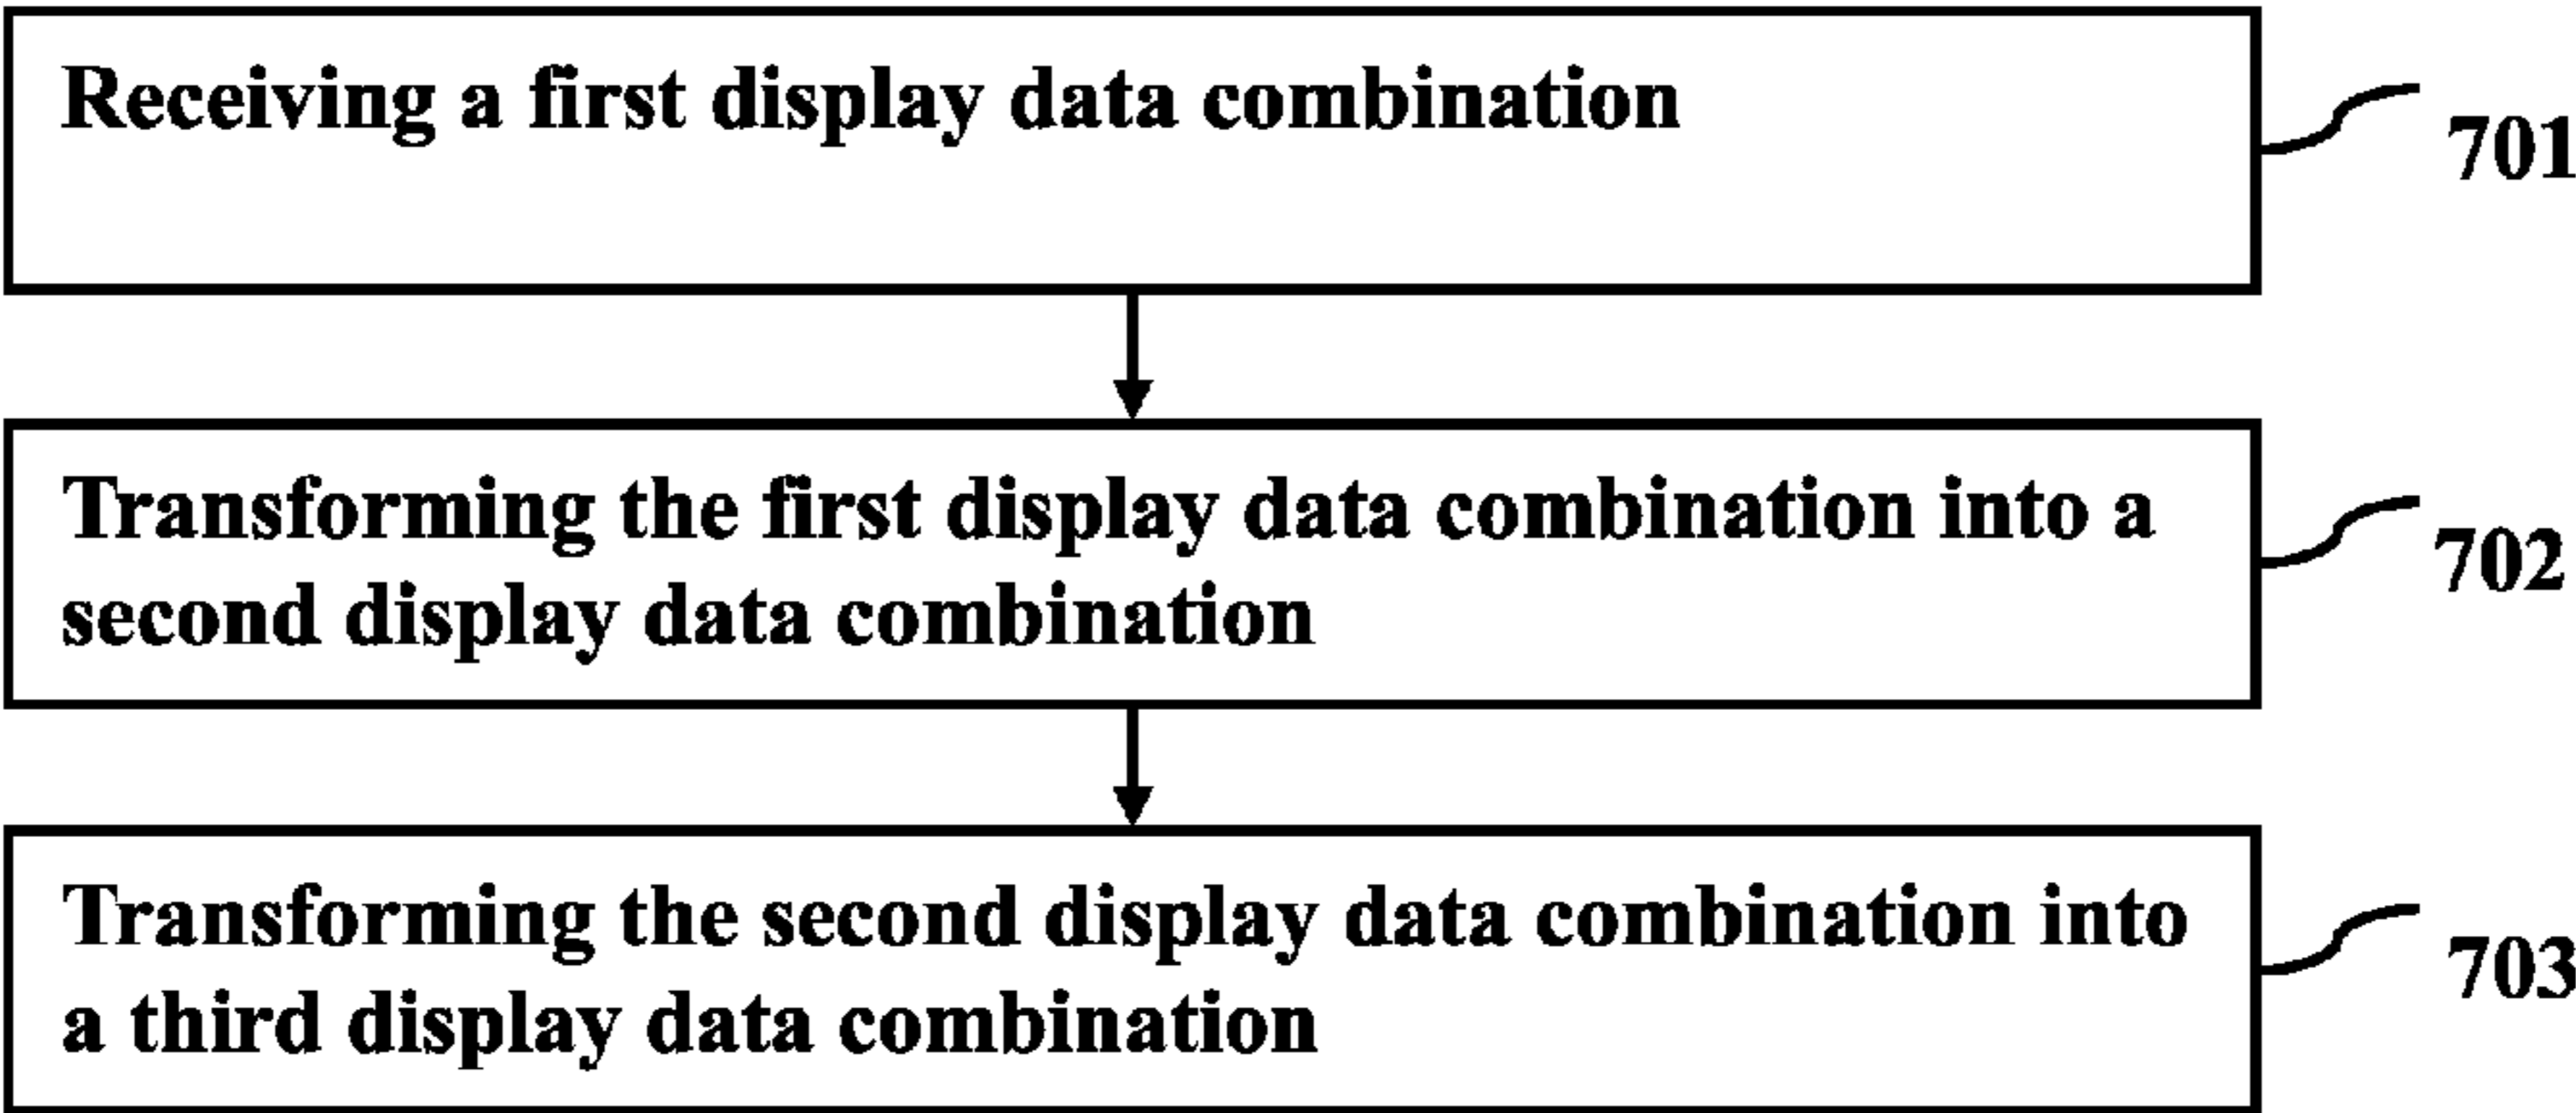 Receiving a first display data combination
701
Transforming the first display data combination into a
second display data combination
702
Transforming the second display data combination into
a third display data combination
703